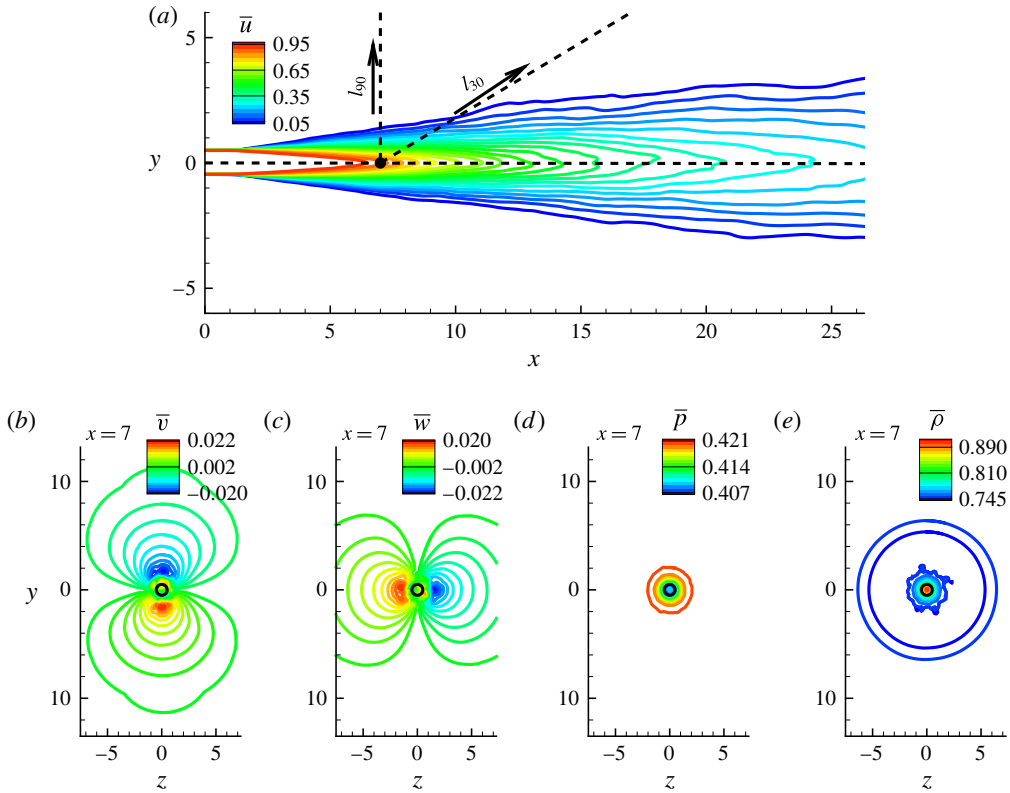 (a)
u̅
5
0.95
0.65
0.35
0.05
l90
l30
y
0
−5
0 5 10 15 20 25
x
(b) v̅ (c) w̅ (d) p̅ (e) ρ̅
x = 7 0.022 x = 7 0.020 x = 7 0.421 x = 7 0.890
0.002 −0.002 0.414 0.810
−0.020 −0.022 0.407 0.745
10 10 10 10
y 0 0 0 0
10 10 10 10
−5 0 5 −5 0 5 −5 0 5 −5 0 5
z z z z